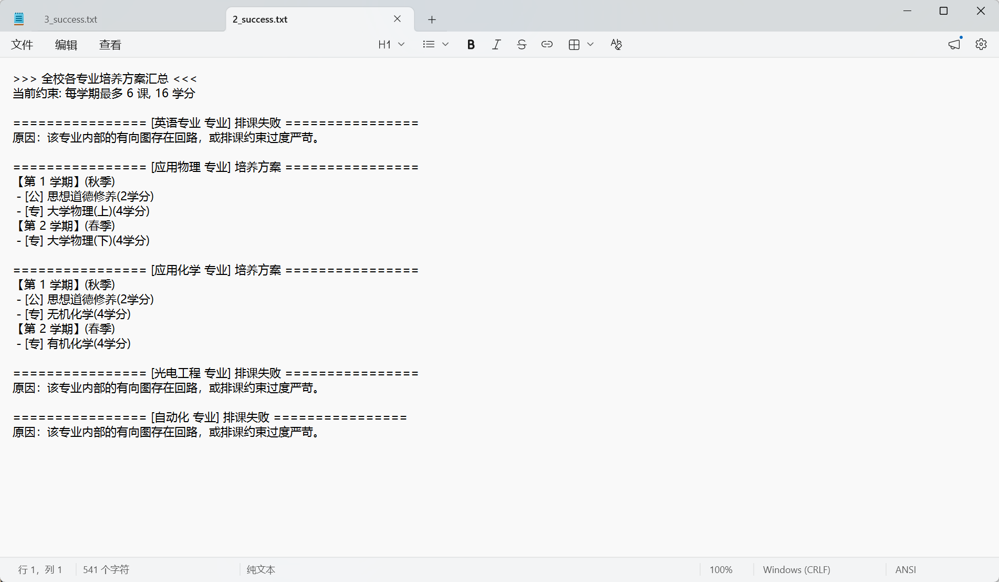 3_success.txt
2_success.txt
文件 编辑 查看 H1 B I S Ab
>>> 全校各专业培养方案汇总 <<<
当前约束: 每学期最多 6 课, 16 学分
================ [英语专业 专业] 排课失败 ================
原因：该专业内部的有向图存在回路，或排课约束过度严苛。
================ [应用物理 专业] 培养方案 ================
【第 1 学期】(秋季)
- [公] 思想道德修养(2学分)
- [专] 大学物理(上)(4学分)
【第 2 学期】(春季)
- [专] 大学物理(下)(4学分)
================ [应用化学 专业] 培养方案 ================
【第 1 学期】(秋季)
- [公] 思想道德修养(2学分)
- [专] 无机化学(4学分)
【第 2 学期】(春季)
- [专] 有机化学(4学分)
================ [光电工程 专业] 排课失败 ================
原因：该专业内部的有向图存在回路，或排课约束过度严苛。
================ [自动化 专业] 排课失败 ================
原因：该专业内部的有向图存在回路，或排课约束过度严苛。
行 1，列 1 541 个字符 纯文本 100% Windows (CRLF) ANSI